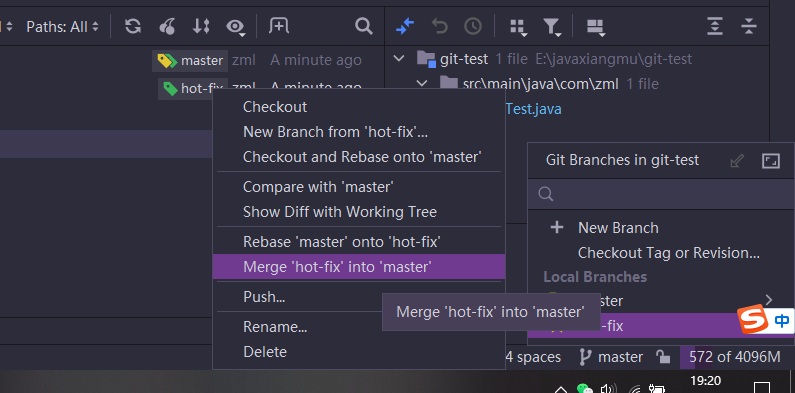 Paths: All
master zml A minute ago
hot-fix zml A minute ago
git-test 1 file E:\javaxiangmu\git-test
src\main\java\com\zml 1 file
Test.java
Checkout
New Branch from 'hot-fix'...
Checkout and Rebase onto 'master'
Compare with 'master'
Show Diff with Working Tree
Rebase 'master' onto 'hot-fix'
Merge 'hot-fix' into 'master'
Push...
Rename...
Delete
Merge 'hot-fix' into 'master'
Git Branches in git-test
New Branch
Checkout Tag or Revision...
Local Branches
ster
-fix
中
4 spaces master 572 of 4096M
19:20